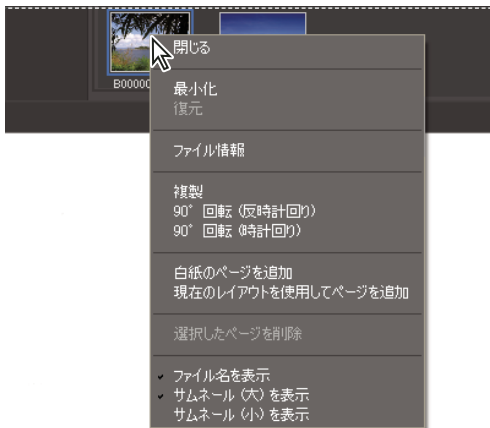 B00000
閉じる
最小化
復元
ファイル情報
複製
90° 回転 (反時計回り)
90° 回転 (時計回り)
白紙のページを追加
現在のレイアウトを使用してページを追加
選択したページを削除
ファイル名を表示
サムネール (大) を表示
サムネール (小) を表示